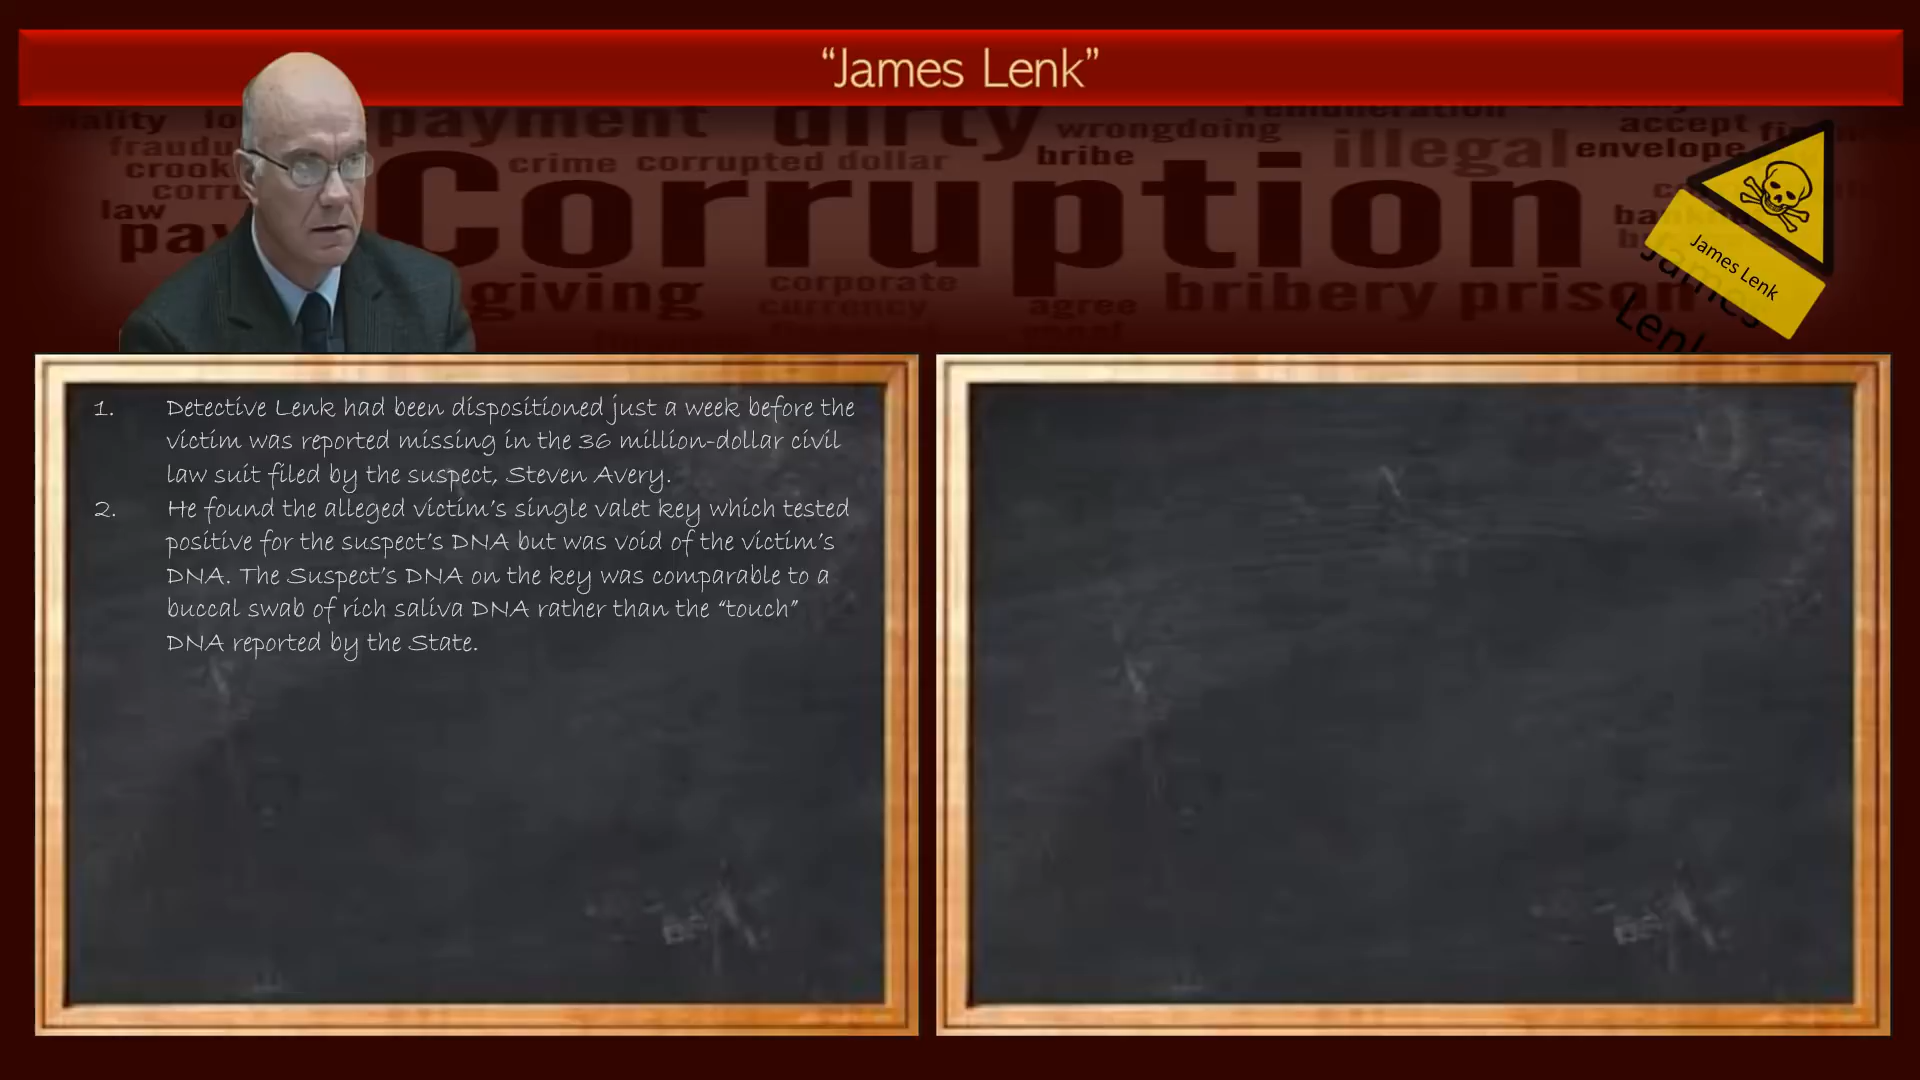 “James Lenk”
payment dirty
wrongdoing
accept
crime corrupted dollar
bribe
illegal
envelope
law
Corruption
James Lenk
James
giving
corporate
currency
agree
bribery prison
1. Detective Lenk had been dispositioned just a week before the
victim was reported missing in the 36 million-dollar civil
law suit filed by the suspect, Steven Avery.
2. He found the alleged victim’s single valet key which tested
positive for the suspect’s DNA but was void of the victim’s
DNA. The Suspect’s DNA on the key was comparable to a
buccal swab of rich saliva DNA rather than the “touch”
DNA reported by the State.